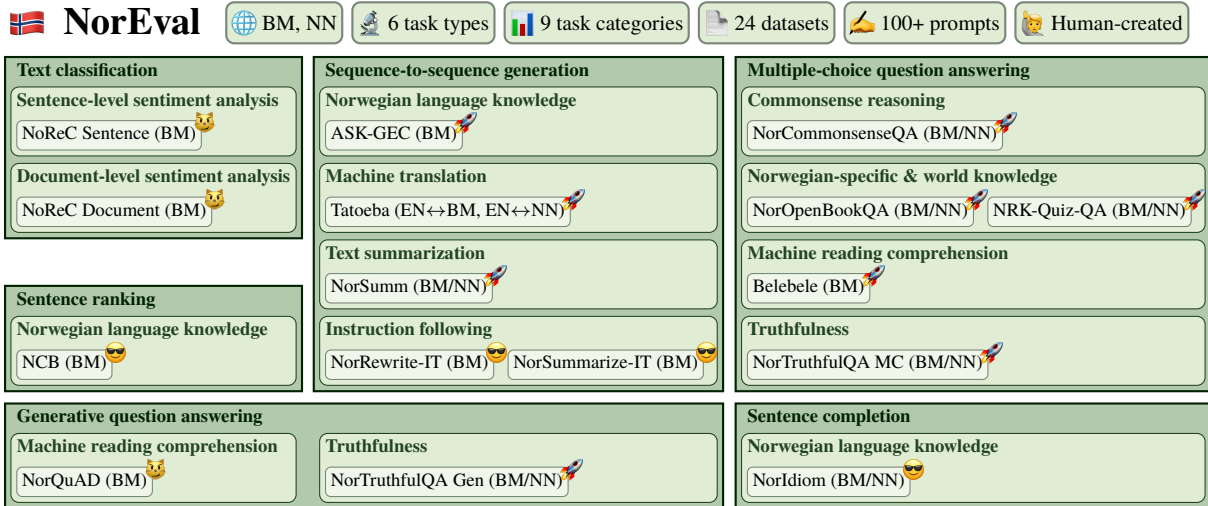 NorEval
BM, NN
6 task types
9 task categories
24 datasets
100+ prompts
Human-created
Text classification
Sentence-level sentiment analysis
NoReC Sentence (BM)
Document-level sentiment analysis
NoReC Document (BM)
Sentence ranking
Norwegian language knowledge
NCB (BM)
Sequence-to-sequence generation
Norwegian language knowledge
ASK-GEC (BM)
Machine translation
Tatoeba (EN↔BM, EN↔NN)
Text summarization
NorSumm (BM/NN)
Instruction following
NorRewrite-IT (BM) NorSummarize-IT (BM)
Multiple-choice question answering
Commonsense reasoning
NorCommonsenseQA (BM/NN)
Norwegian-specific & world knowledge
NorOpenBookQA (BM/NN) NRK-Quiz-QA (BM/NN)
Machine reading comprehension
Belebele (BM)
Truthfulness
NorTruthfulQA MC (BM/NN)
Generative question answering
Machine reading comprehension
NorQuAD (BM)
Truthfulness
NorTruthfulQA Gen (BM/NN)
Sentence completion
Norwegian language knowledge
NorIdiom (BM/NN)